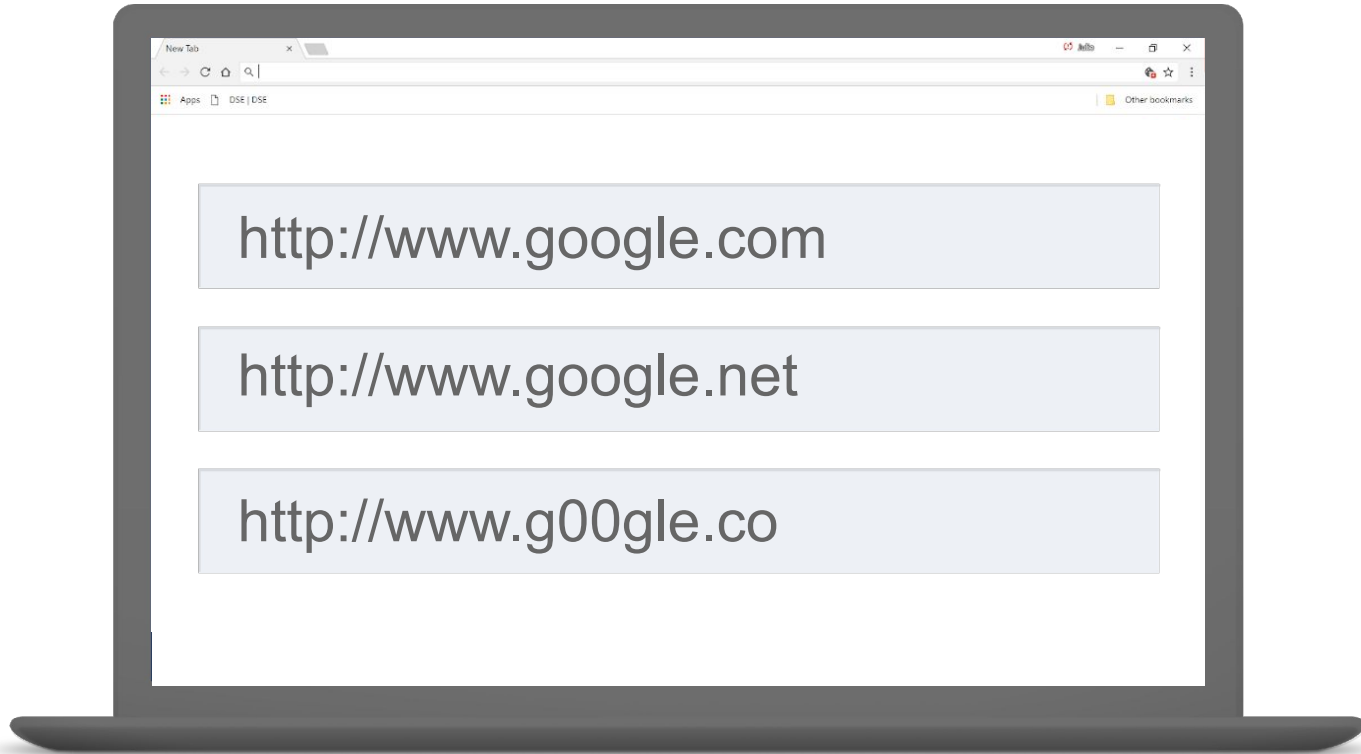 New Tab
Apps DSE | DSE Other bookmarks
http://www.google.com
http://www.google.net
http://www.g00gle.co